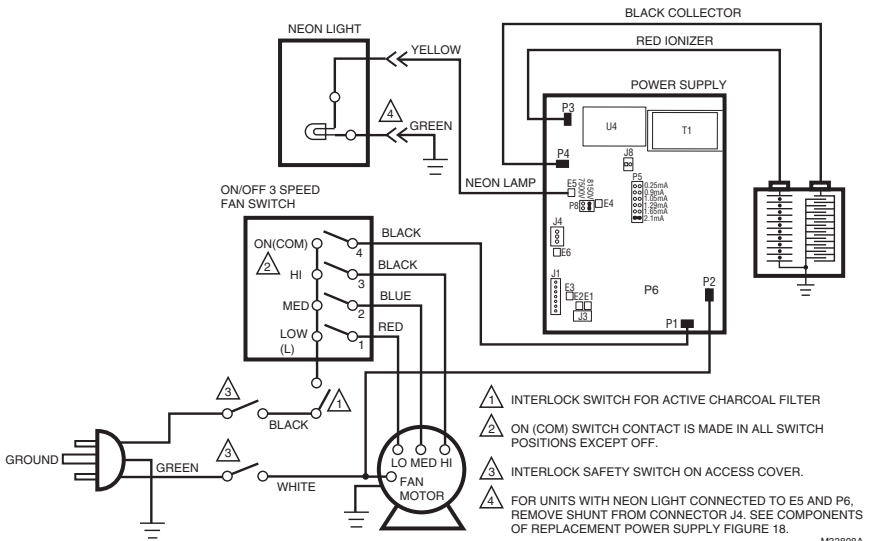 BLACK COLLECTOR
NEON LIGHT
RED IONIZER
YELLOW
POWER SUPPLY
P3
U4
T1
4
GREEN
J8
P4
P5
ON/OFF 3 SPEED
FAN SWITCH
NEON LAMP
E5
7500V
8150V
0.25mA
0.9mA
1.05mA
1.29mA
1.65mA
2.1mA
P8
E4
J4
BLACK
ON(COM)
4
2
E6
BLACK
HI
3
J1
P2
BLUE
E3
P6
MED
2
E2E1
RED
J3
LOW
(L)
1
P1
3
1
1 INTERLOCK SWITCH FOR ACTIVE CHARCOAL FILTER
BLACK
2 ON (COM) SWITCH CONTACT IS MADE IN ALL SWITCH
POSITIONS EXCEPT OFF.
3
GROUND
LO MED HI
GREEN
3 INTERLOCK SAFETY SWITCH ON ACCESS COVER.
WHITE
FAN
MOTOR
4 FOR UNITS WITH NEON LIGHT CONNECTED TO E5 AND P6,
REMOVE SHUNT FROM CONNECTOR J4. SEE COMPONENTS
OF REPLACEMENT POWER SUPPLY FIGURE 18.